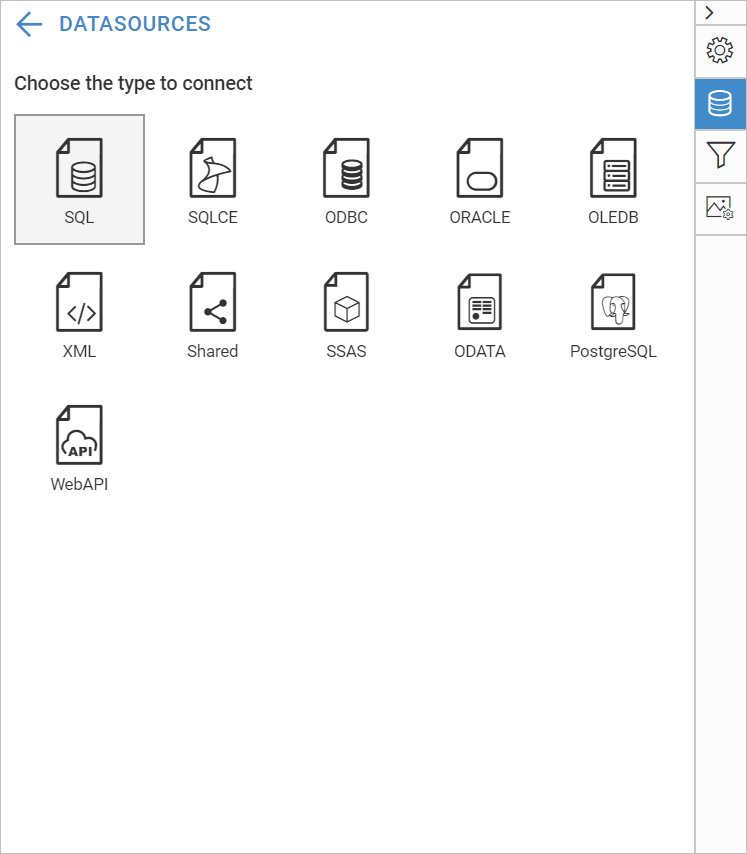 DATASOURCES
Choose the type to connect
SQL
SQLCE
ODBC
ORACLE
OLEDB
XML
Shared
SSAS
ODATA
PostgreSQL
API
WebAPI